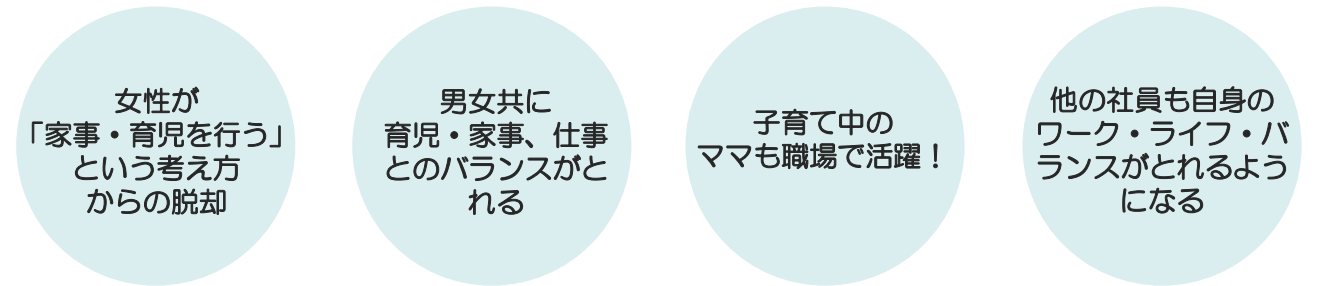 女性が
「家事・育児を行う」
という考え方
からの脱却
男女共に
育児・家事、仕事
とのバランスがと
れる
子育て中の
ママも職場で活躍！
他の社員も自身の
ワーク・ライフ・バ
ランスがとれるよう
になる